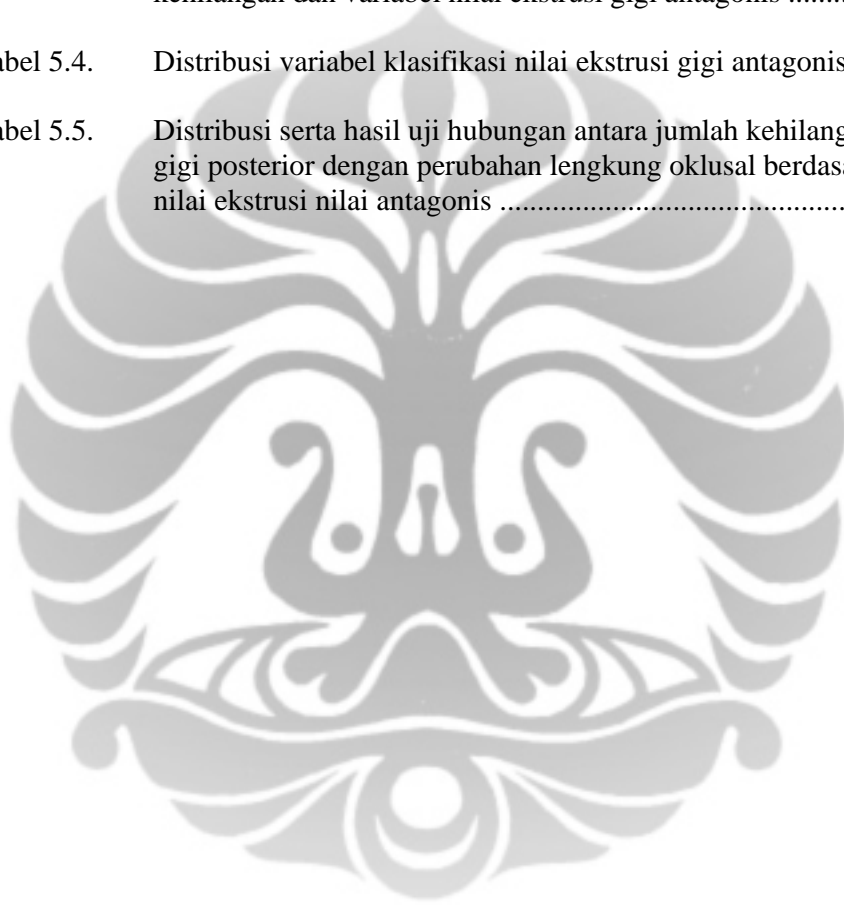 kehilangan dan variabel nilai ekstrusi gigi antagonis ........
abel 5.4. Distribusi variabel klasifikasi nilai ekstrusi gigi antagonis
abel 5.5. Distribusi serta hasil uji hubungan antara jumlah kehilang
gigi posterior dengan perubahan lengkung oklusal berdasa
nilai ekstrusi nilai antagonis ..............................................